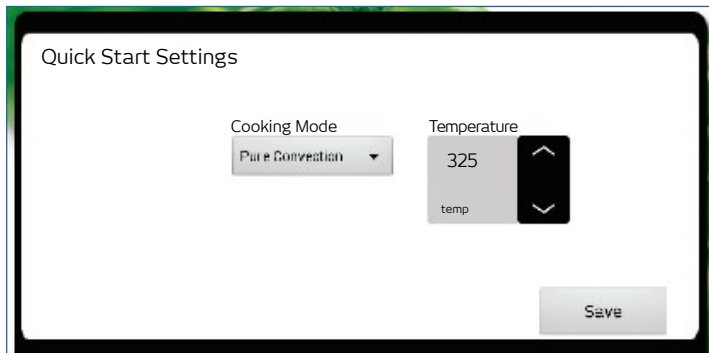 Quick Start Settings
Cooking Mode
Temperature
Pure Convection
325
temp
Save